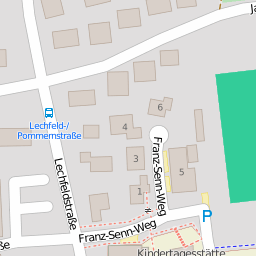 Ja
6
Lechfeld-/
Pommernstraße
4
Franz-Senn-Weg
3
5
Lechfeldstraße
1
P
Franz-Senn-Weg
ße
Kindertagesstätte